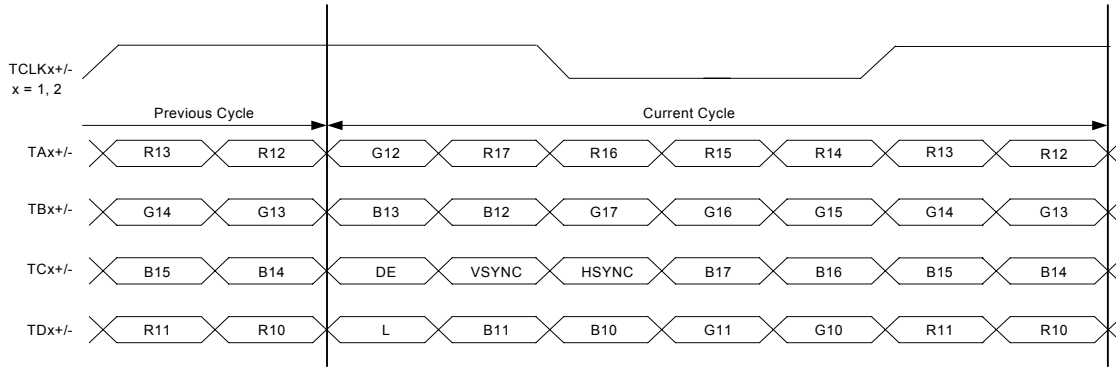 TCLKx+/-
x = 1, 2
Previous Cycle Current Cycle
TAx+/- R13 R12 G12 R17 R16 R15 R14 R13 R12
TBx+/- G14 G13 B13 B12 G17 G16 G15 G14 G13
TCx+/- B15 B14 DE VSYNC HSYNC B17 B16 B15 B14
TDx+/- R11 R10 L B11 B10 G11 G10 R11 R10